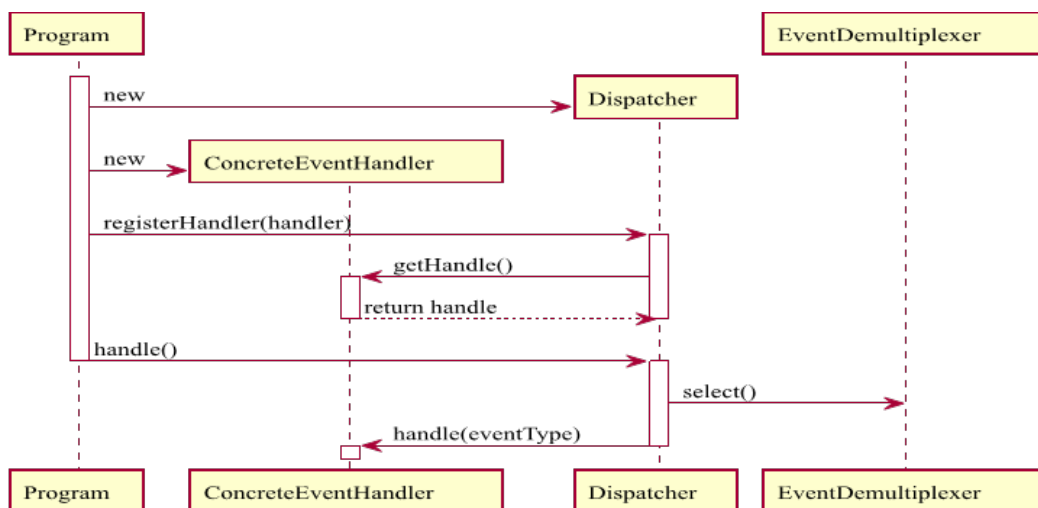 Program
EventDemultiplexer
new
Dispatcher
new
ConcreteEventHandler
registerHandler(handler)
getHandle()
return handle
handle()
select()
handle(eventType)
Program
ConcreteEventHandler
Dispatcher
EventDemultiplexer